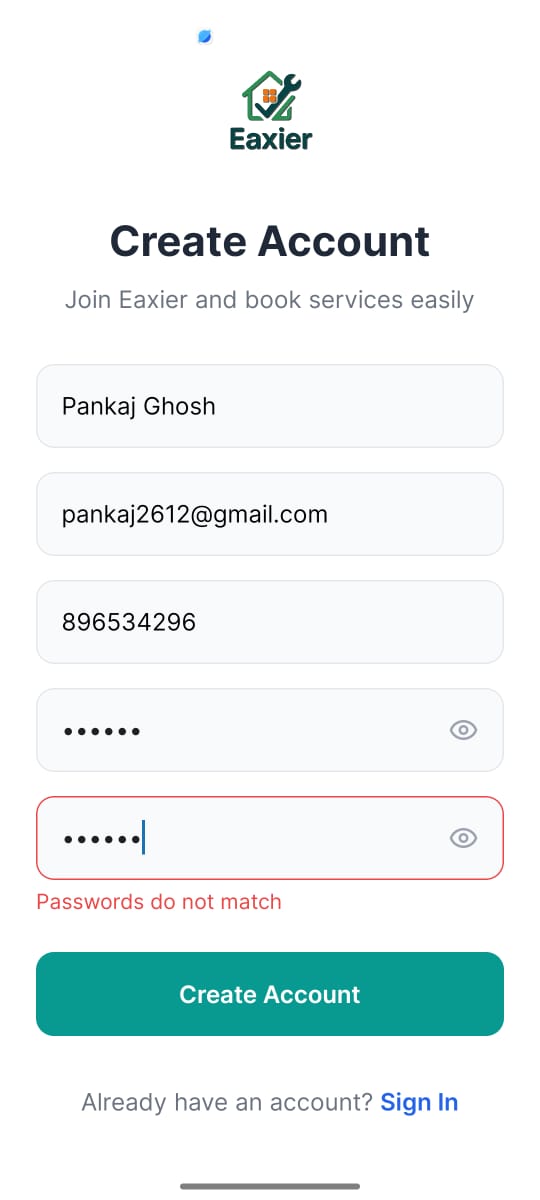 Eaxier
Create Account
Join Eaxier and book services easily
Pankaj Ghosh
pankaj2612@gmail.com
896534296
••••••
••••••
Passwords do not match
Create Account
Already have an account? Sign In